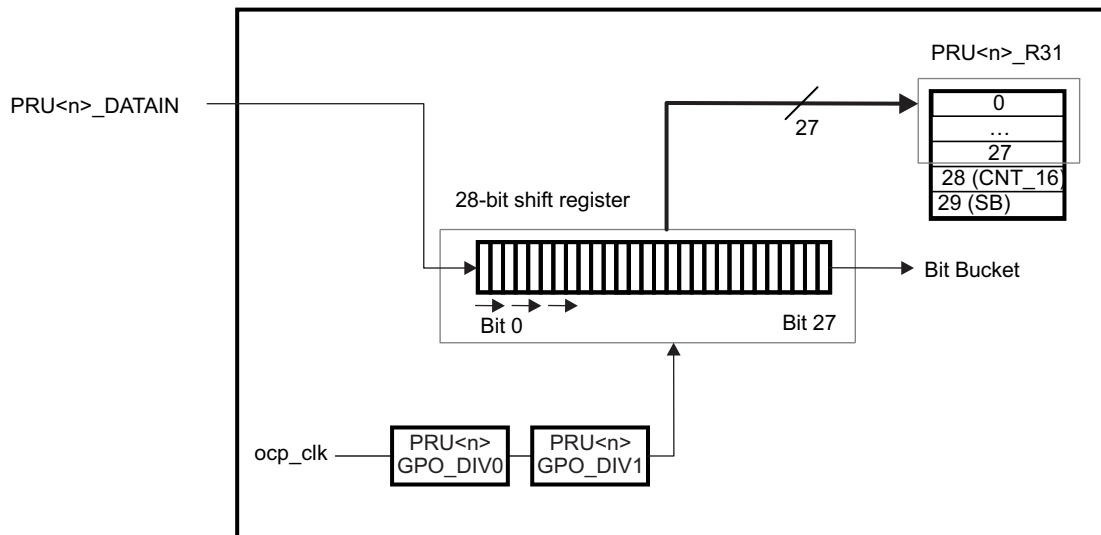 PRU<n>_R31
PRU<n>_DATAIN
0
...
27
27
28 (CNT_16)
29 (SB)
28-bit shift register
Bit Bucket
Bit 0
Bit 27
ocp_clk
PRU<n>
GPO_DIV0
PRU<n>
GPO_DIV1